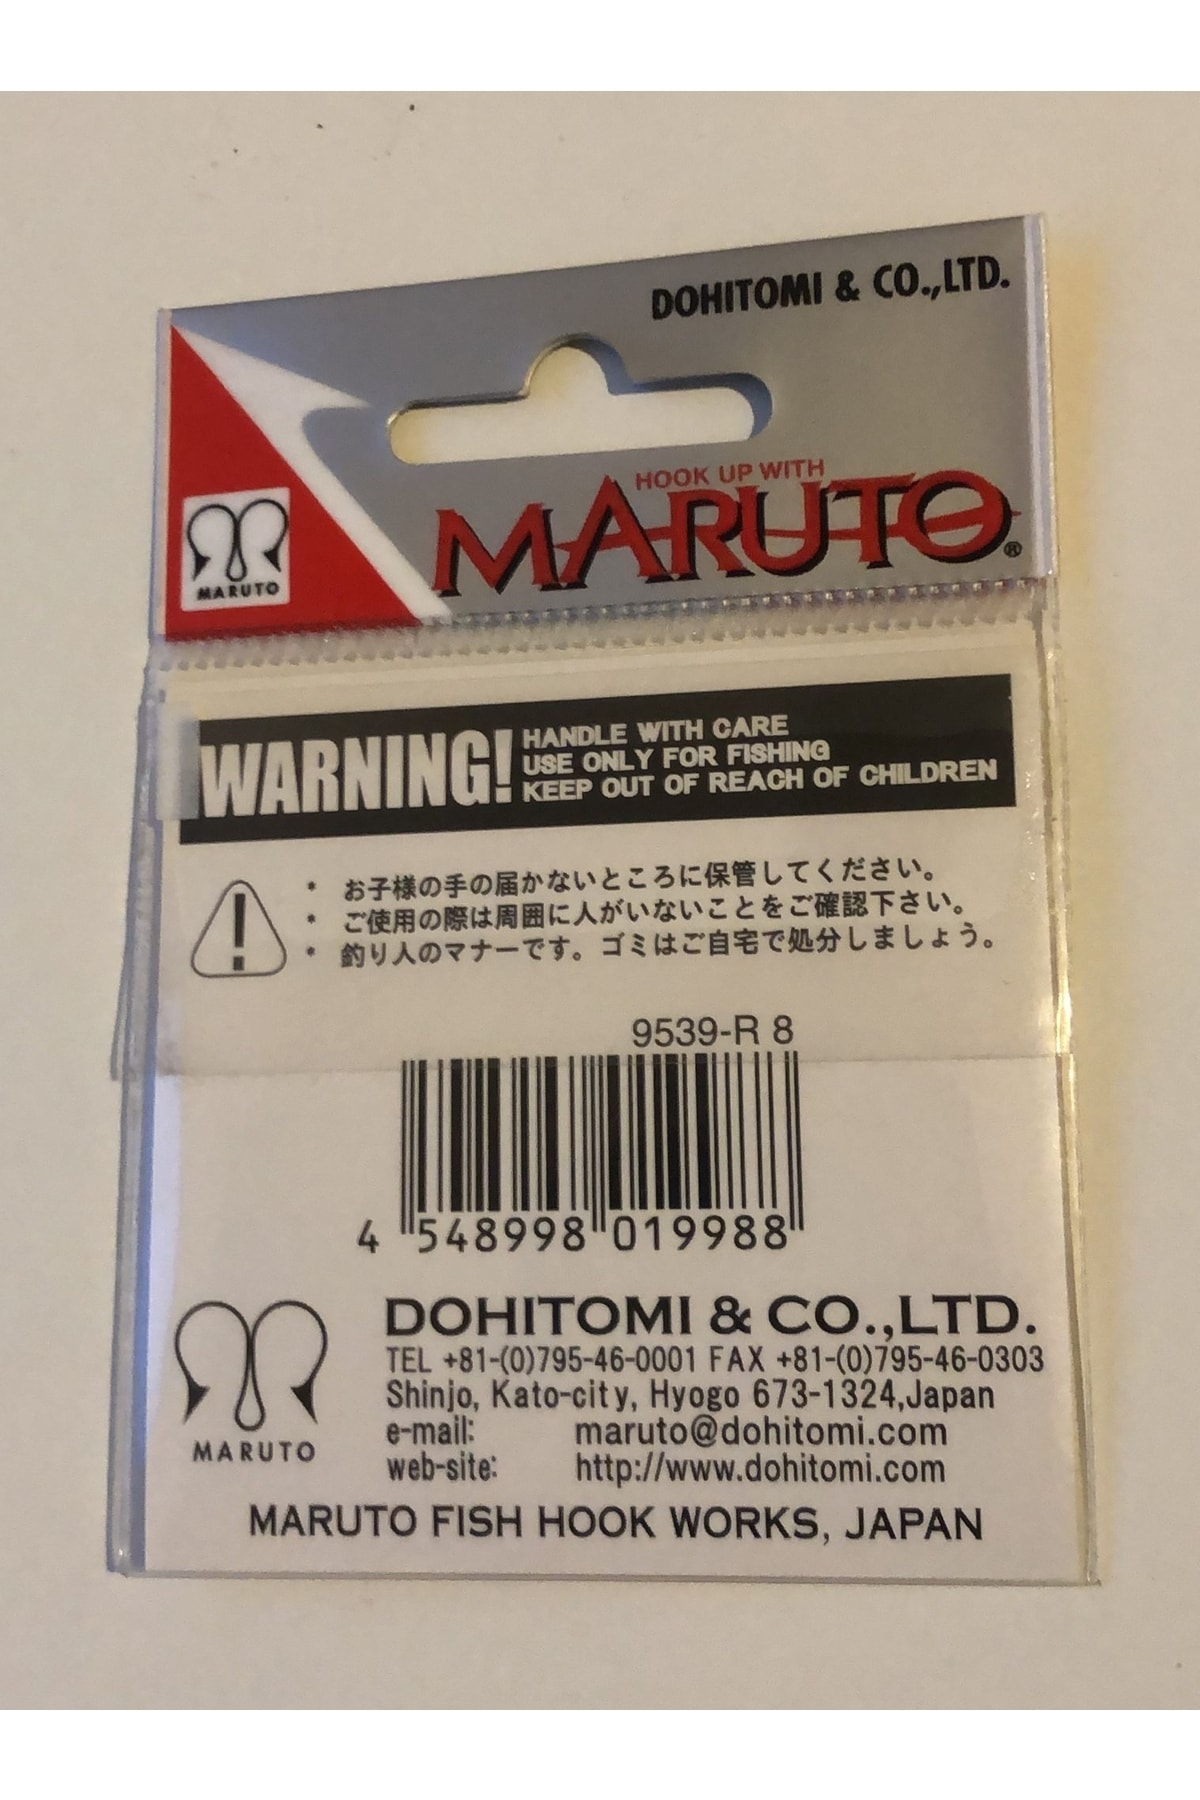 DOHITOMI & CO.,LTD.
HOOK UP WITH
MARUTO®
MARUTO
WARNING!
HANDLE WITH CARE
USE ONLY FOR FISHING
KEEP OUT OF REACH OF CHILDREN
* お子様の手の届かないところに保管してください。
* ご使用の際は周囲に人がいないことをご確認下さい。
* 釣り人のマナーです。ゴミはご自宅で処分しましょう。
9539-R 8
4 548998 019988
DOHITOMI & CO.,LTD.
TEL +81-(0)795-46-0001 FAX +81-(0)795-46-0303
Shinjo, Kato-city, Hyogo 673-1324,Japan
e-mail: maruto@dohitomi.com
web-site: http://www.dohitomi.com
MARUTO
MARUTO FISH HOOK WORKS, JAPAN